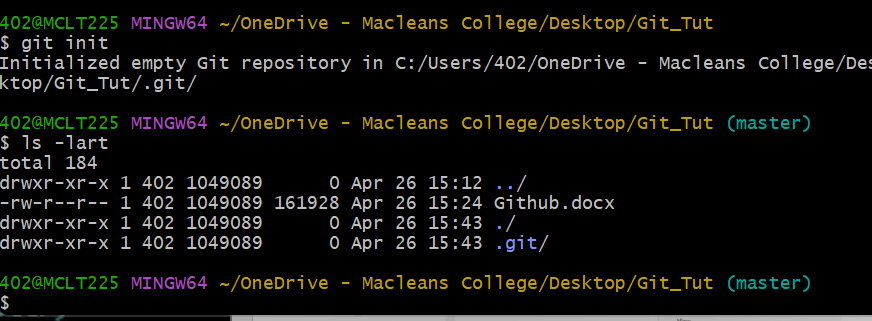 402@MCLT225 MINGW64 ~/OneDrive - Macleans College/Desktop/Git_Tut
$ git init
Initialized empty Git repository in C:/Users/402/OneDrive - Macleans College/Des
ktop/Git_Tut/.git/
402@MCLT225 MINGW64 ~/OneDrive - Macleans College/Desktop/Git_Tut (master)
$ ls -lart
total 184
drwxr-xr-x 1 402 1049089      0 Apr 26 15:12 ../
-rw-r--r-- 1 402 1049089 161928 Apr 26 15:24 Github.docx
drwxr-xr-x 1 402 1049089      0 Apr 26 15:43 ./
drwxr-xr-x 1 402 1049089      0 Apr 26 15:43 .git/
402@MCLT225 MINGW64 ~/OneDrive - Macleans College/Desktop/Git_Tut (master)
$